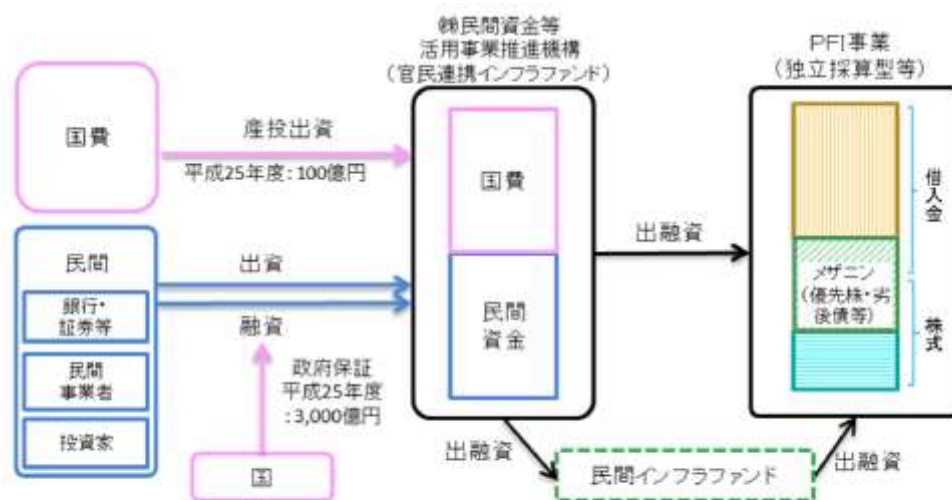 ㈱民間資金等
活用事業推進機構
（官民連携インフラファンド）
PFI事業
（独立採算型等）
国費
産投出資
平成25年度：100億円
国費
民間
資金
出融資
借入金
メザニン
（優先株・劣
後債等）
株式
民間
銀行・
証券等
民間
事業者
投資家
出資
融資
政府保証
平成25年度
：3,000億円
国
出融資
民間インフラファンド
出融資